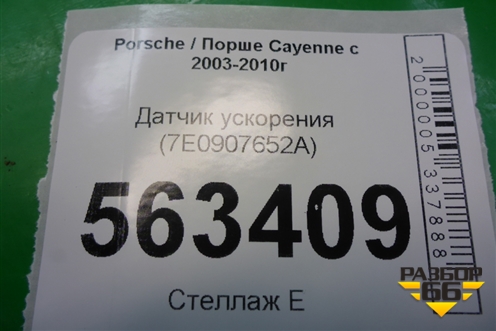 Porsche / Порше Cayenne с
2003-2010г
Датчик ускорения
(7E0907652A)
563409
Стеллаж Е
2000005337888
РАЗБОР
66